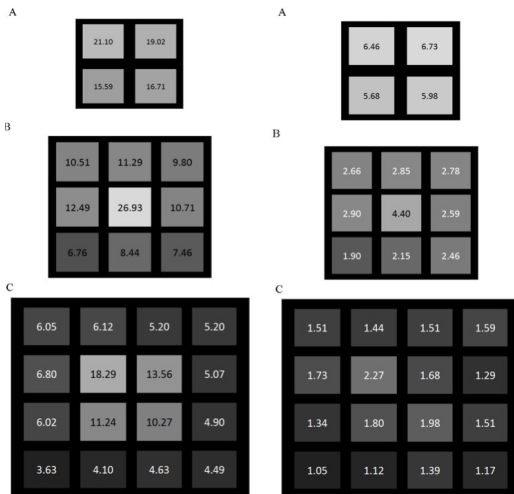 A
21.10 19.02
15.59 16.71
B
10.51 11.29 9.80
12.49 26.93 10.71
6.76 8.44 7.46
C
6.05 6.12 5.20 5.20
6.80 18.29 13.56 5.07
6.02 11.24 10.27 4.90
3.63 4.10 4.63 4.49
A
6.46 6.73
5.68 5.98
B
2.66 2.85 2.78
2.90 4.40 2.59
1.90 2.15 2.46
C
1.51 1.44 1.51 1.59
1.73 2.27 1.68 1.29
1.34 1.80 1.98 1.51
1.05 1.12 1.39 1.17